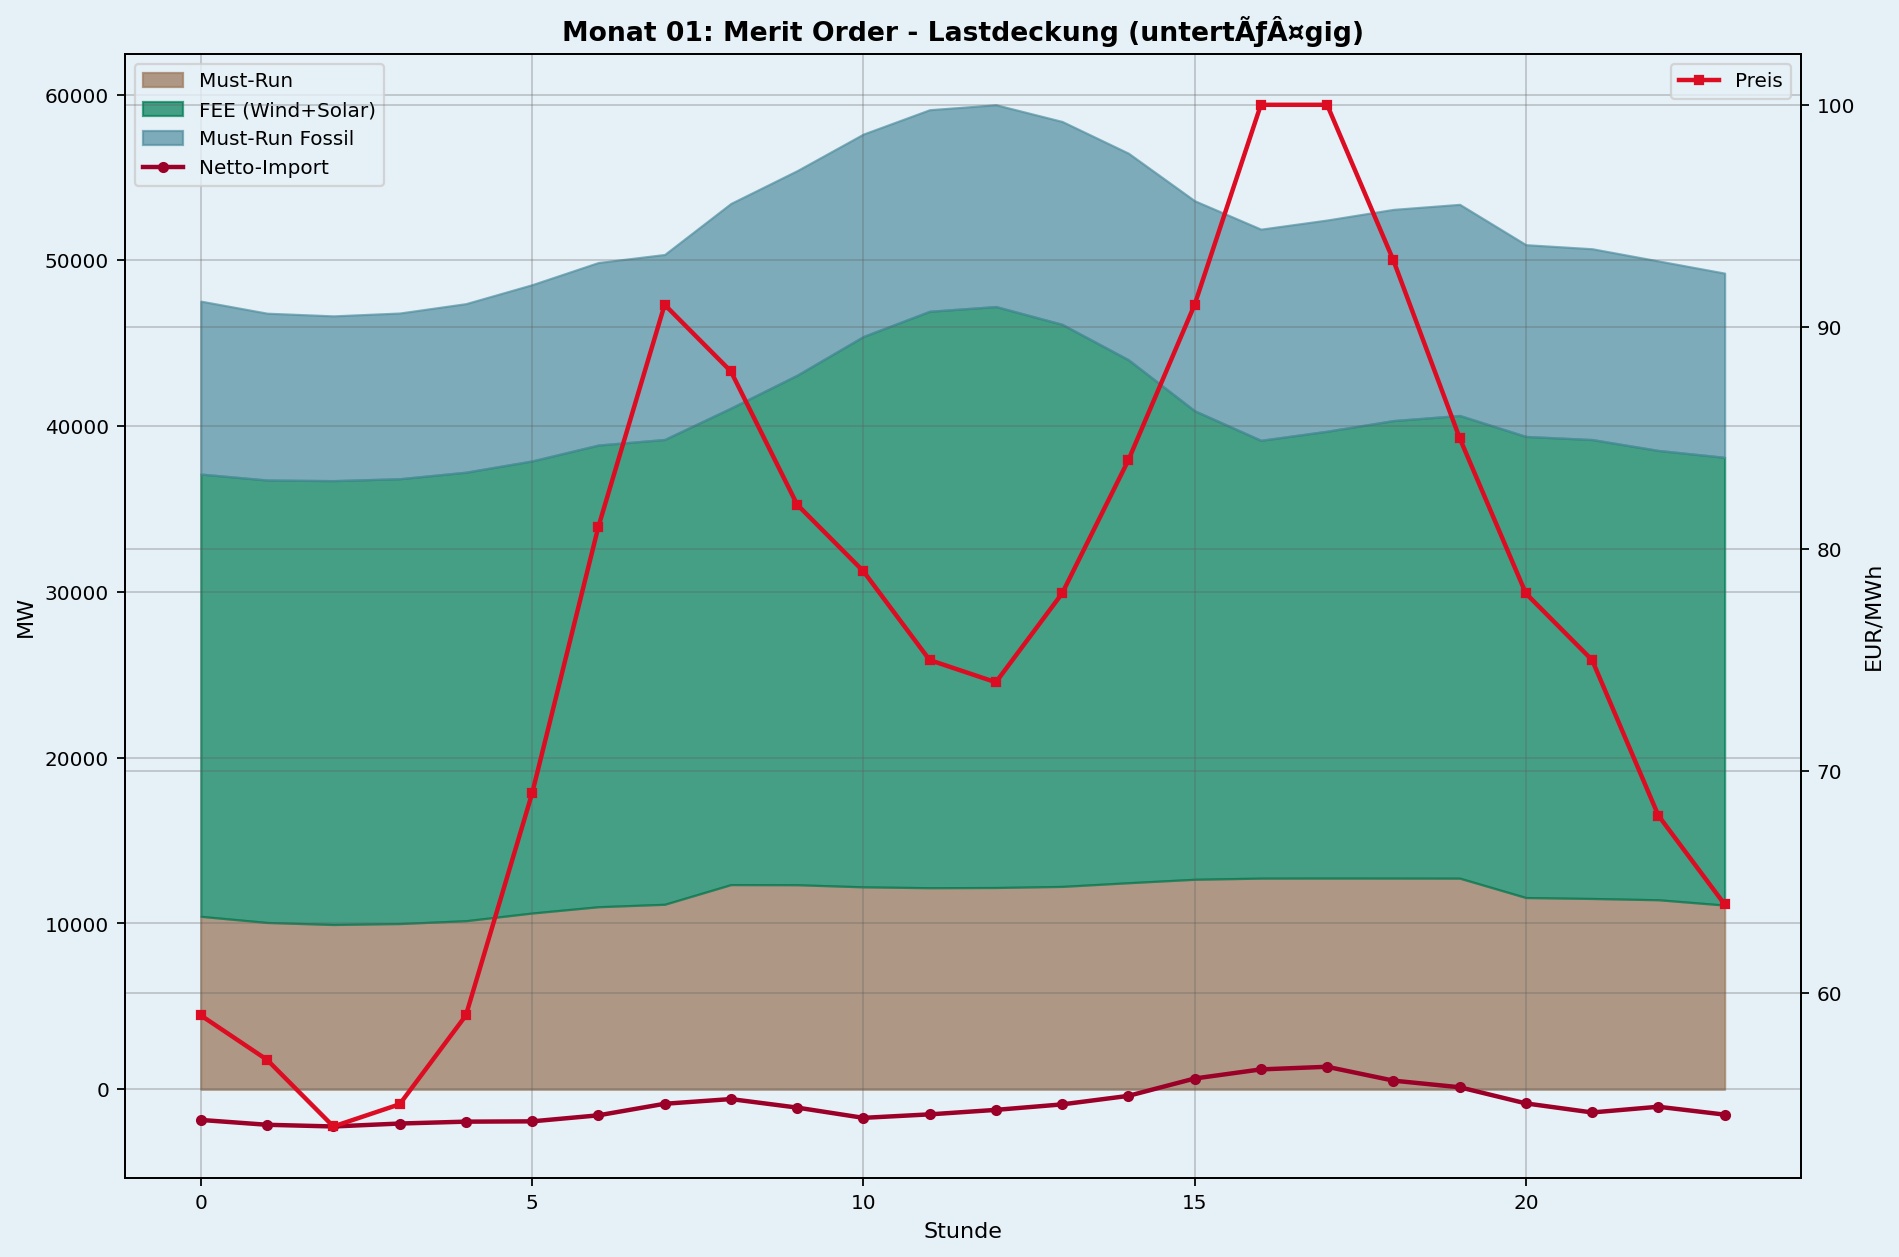 Monat 01: Merit Order - Lastdeckung (untertÃƒÂ¤gig)
Must-Run
FEE (Wind+Solar)
Must-Run Fossil
Netto-Import
Preis
60000
50000
40000
30000
20000
10000
0
MW
100
90
80
70
60
EUR/MWh
0 5 10 15 20
Stunde